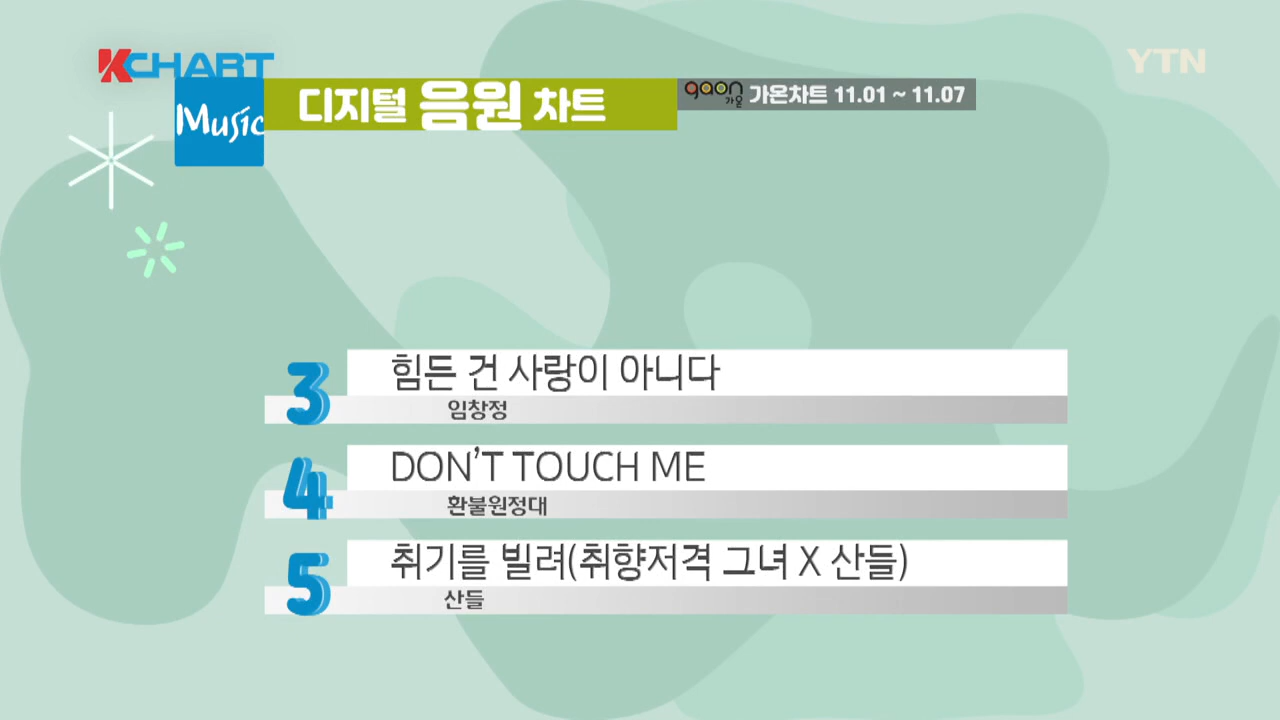 KCHART
YTN
Music
디지털 음원 차트
gaon 가온
가온차트 11.01 ~ 11.07
3
힘든 건 사랑이 아니다
임창정
4
DON'T TOUCH ME
환불원정대
5
취기를 빌려(취향저격 그녀 X 산들)
산들